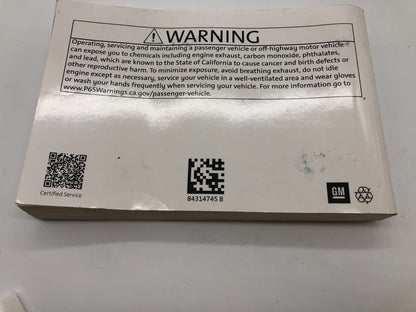 WARNING
Operating, servicing and maintaining a passenger vehicle or off-highway motor vehicle
can expose you to chemicals including engine exhaust, carbon monoxide, phthalates,
and lead, which are known to the State of California to cause cancer and birth defects or
other reproductive harm. To minimize exposure, avoid breathing exhaust, do not idle
engine except as necessary, service your vehicle in a well-ventilated area and wear gloves
or wash your hands frequently when servicing your vehicle. For more information go to
www.P65Warnings.ca.gov/passenger-vehicle.
Certified Service
84314745 B
GM